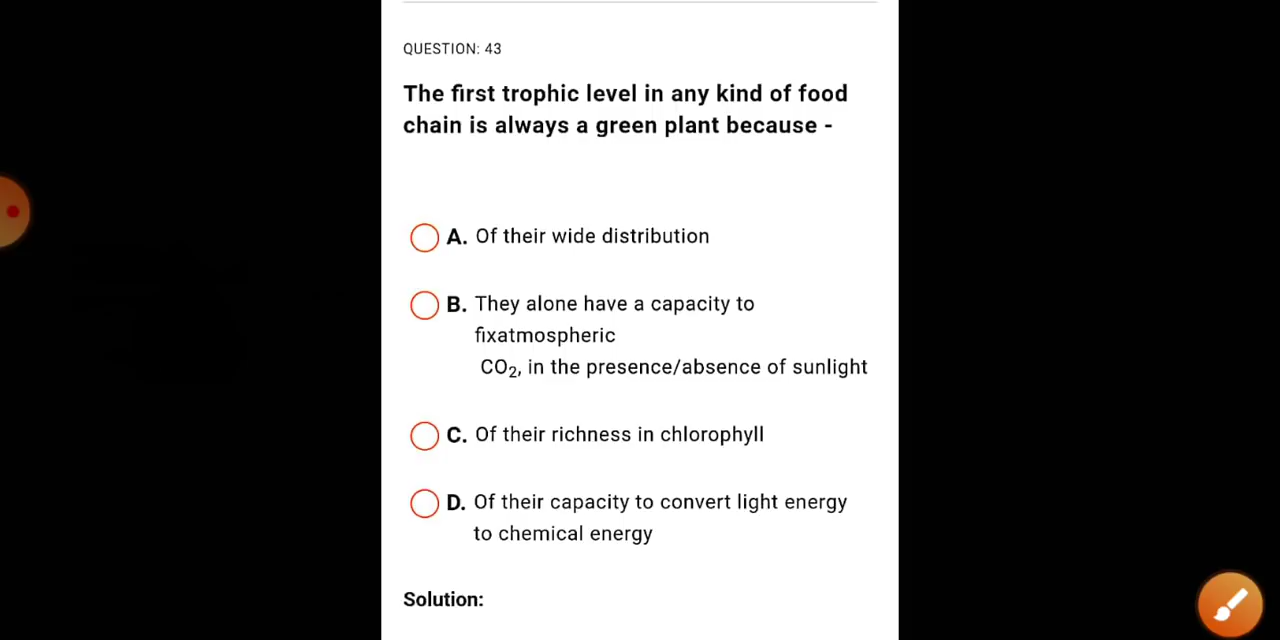 QUESTION: 43
The first trophic level in any kind of food
chain is always a green plant because -
A. Of their wide distribution
B. They alone have a capacity to
fixatmospheric
CO₂, in the presence/absence of sunlight
C. Of their richness in chlorophyll
D. Of their capacity to convert light energy
to chemical energy
Solution: